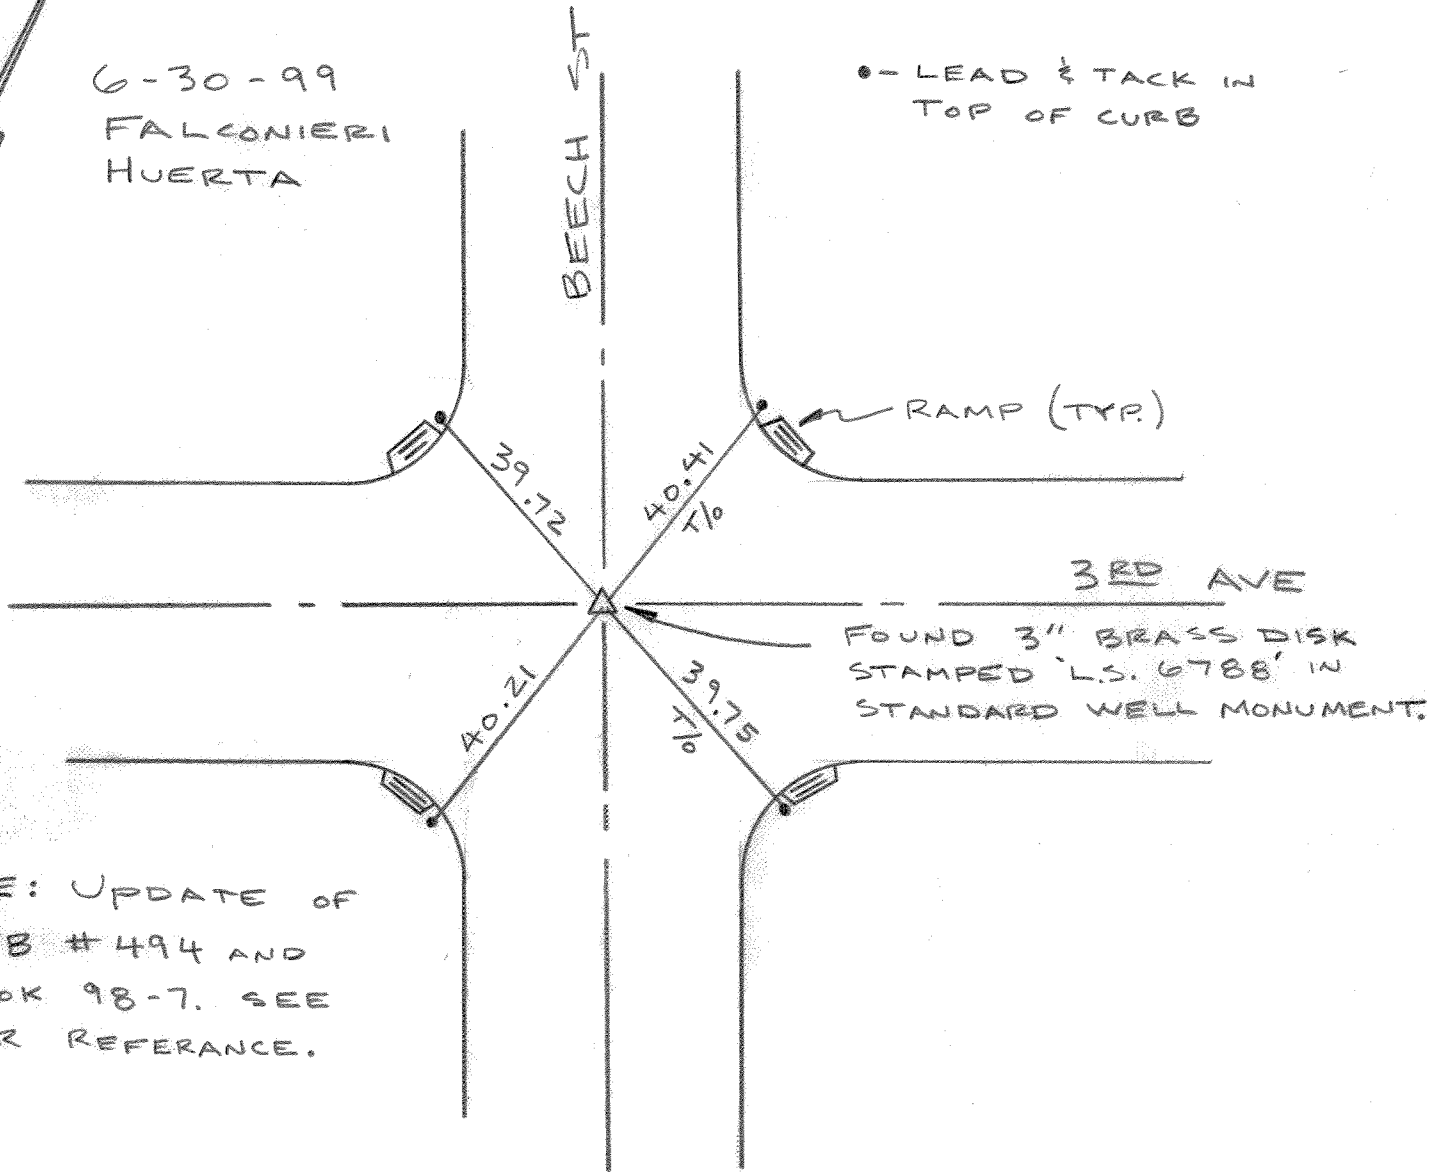 6-30-99
FALCONIERI
HUERTA
BEECH ST
•- LEAD & TACK IN
TOP OF CURB
RAMP (TYP.)
39.72
40.41
T/O
3RD AVE
FOUND 3" BRASS DISK
STAMPED 'L.S. 6788' IN
STANDARD WELL MONUMENT.
40.21
39.75
T/O
E: UPDATE OF
B #494 AND
OK 98-7. SEE
R REFERANCE.